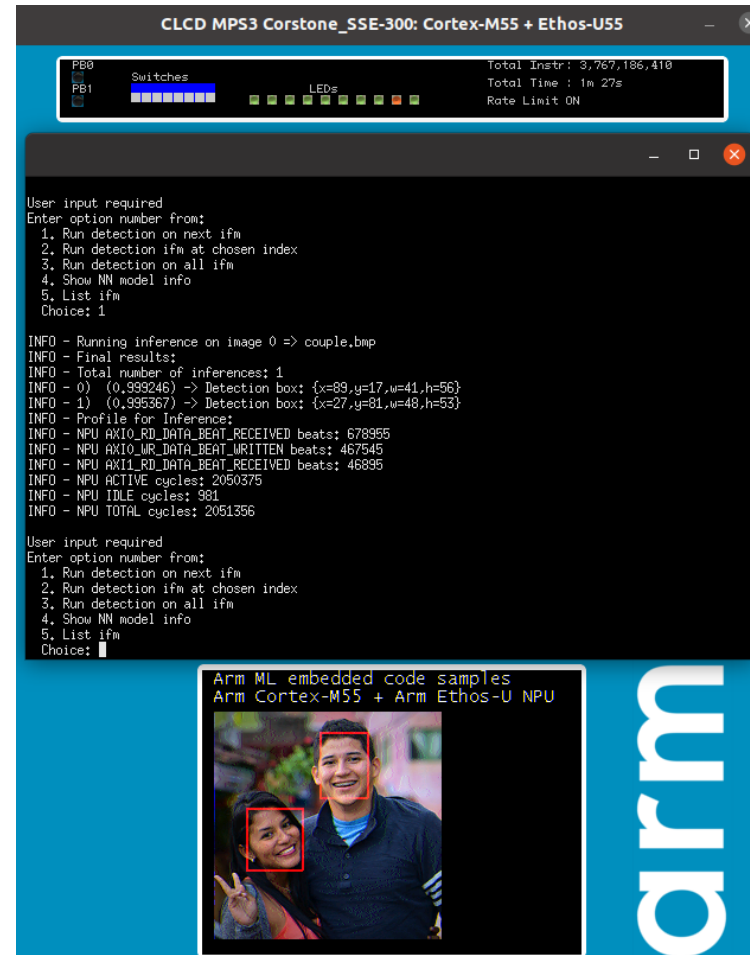 CLCD MPS3 Corstone_SSE-300: Cortex-M55 + Ethos-U55
PB0
PB1
Switches
LEDs
Total Instr: 3,767,186,410
Total Time : 1m 27s
Rate Limit ON
User input required
Enter option number from:
1. Run detection on next ifm
2. Run detection ifm at chosen index
3. Run detection on all ifm
4. Show NN model info
5. List ifm
Choice: 1
INFO - Running inference on image 0 => couple.bmp
INFO - Final results:
INFO - Total number of inferences: 1
INFO - 0) (0.999246) -> Detection box: {x=89,y=17,w=41,h=56}
INFO - 1) (0.995367) -> Detection box: {x=27,y=81,w=48,h=53}
INFO - Profile for Inference:
INFO - NPU AXI0_RD_DATA_BEAT_RECEIVED beats: 678955
INFO - NPU AXI0_WR_DATA_BEAT_WRITTEN beats: 467545
INFO - NPU AXI1_RD_DATA_BEAT_RECEIVED beats: 46895
INFO - NPU ACTIVE cycles: 2050375
INFO - NPU IDLE cycles: 981
INFO - NPU TOTAL cycles: 2051356
User input required
Enter option number from:
1. Run detection on next ifm
2. Run detection ifm at chosen index
3. Run detection on all ifm
4. Show NN model info
5. List ifm
Choice:
Arm ML embedded code samples
Arm Cortex-M55 + Arm Ethos-U NPU
arm